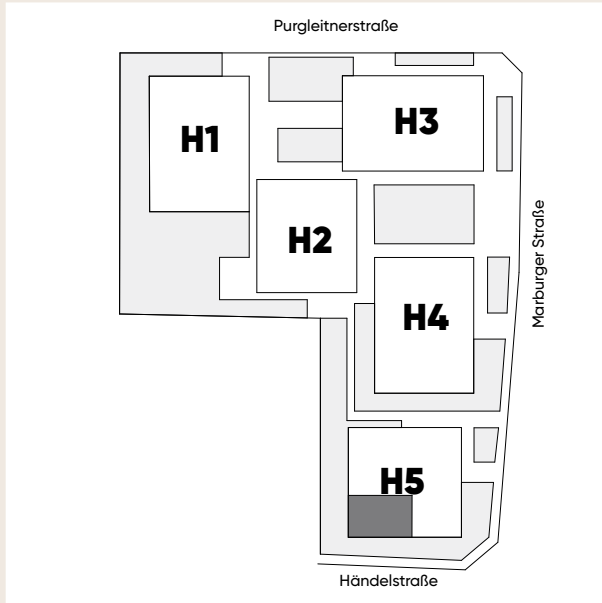 Purgleitnerstraße
H1
H3
H2
Marburger Straße
H4
H5
Händelstraße